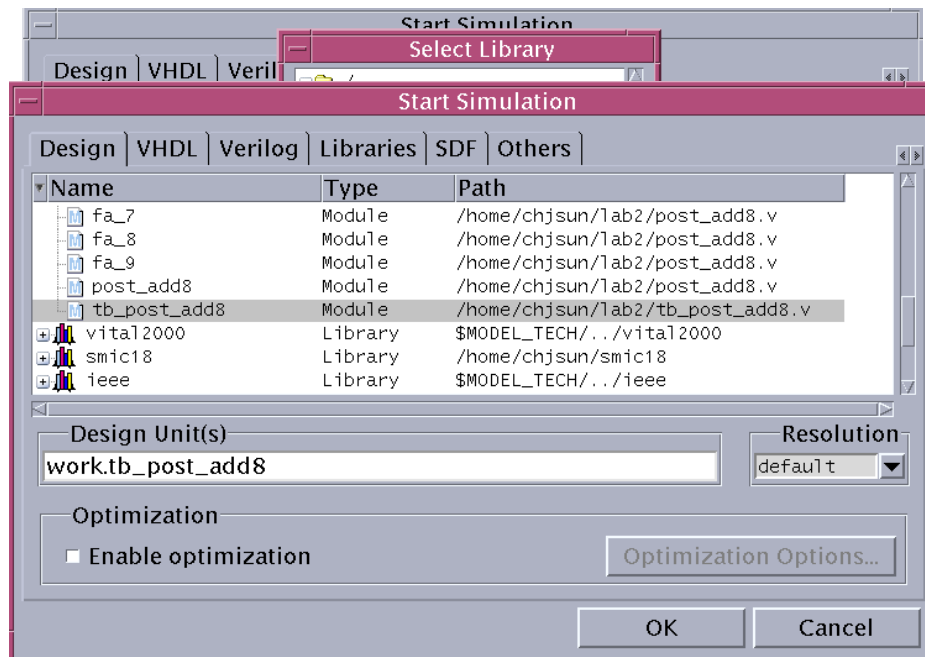 Start Simulation
Select Library
Design VHDL Veril
Start Simulation
Design VHDL Verilog Libraries SDF Others
Name Type Path
fa_7 Module /home/chjsun/lab2/post_add8.v
fa_8 Module /home/chjsun/lab2/post_add8.v
fa_9 Module /home/chjsun/lab2/post_add8.v
post_add8 Module /home/chjsun/lab2/post_add8.v
tb_post_add8 Module /home/chjsun/lab2/tb_post_add8.v
vital2000 Library $MODEL_TECH/../vital2000
smic18 Library /home/chjsun/smic18
ieee Library $MODEL_TECH/../ieee
Design Unit(s) Resolution
work.tb_post_add8 default
Optimization
Enable optimization Optimization Options...
OK Cancel